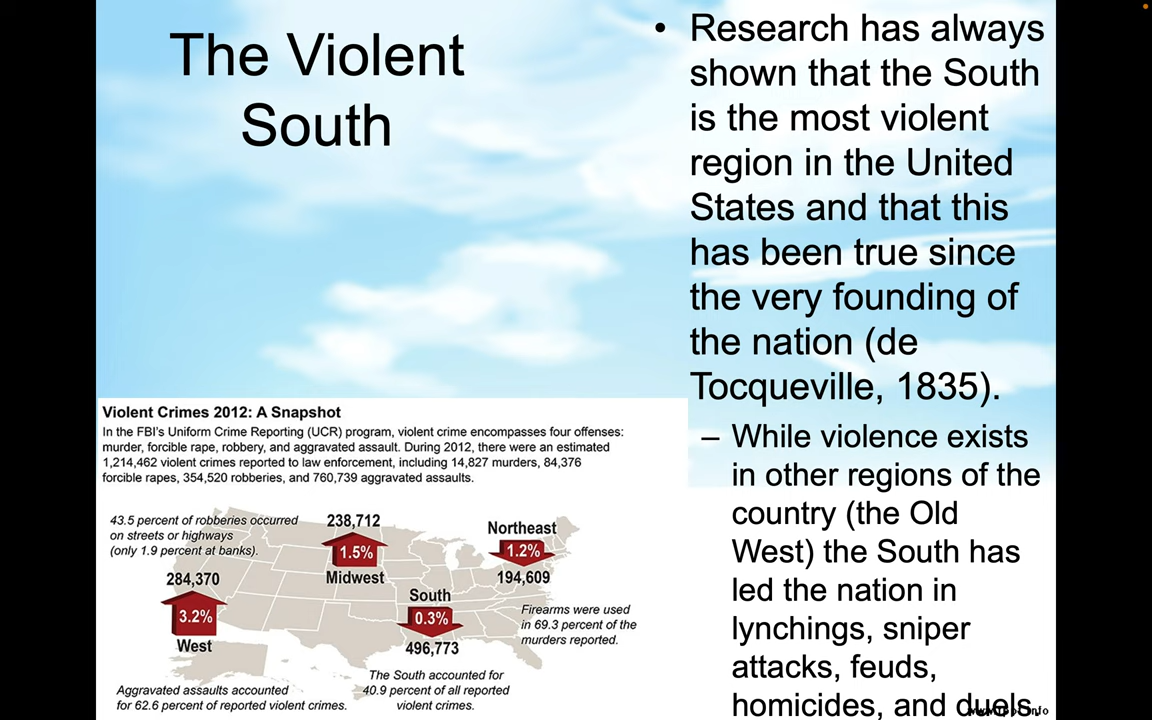 The Violent
South
• Research has always
shown that the South
is the most violent
region in the United
States and that this
has been true since
the very founding of
the nation (de
Tocqueville, 1835).
– While violence exists
in other regions of the
country (the Old
West) the South has
led the nation in
lynchings, sniper
attacks, feuds,
homicides, and duels.
Violent Crimes 2012: A Snapshot
In the FBI's Uniform Crime Reporting (UCR) program, violent crime encompasses four offenses:
murder, forcible rape, robbery, and aggravated assault. During 2012, there were an estimated
1,214,462 violent crimes reported to law enforcement, including 14,827 murders, 84,376
forcible rapes, 354,520 robberies, and 760,739 aggravated assaults.
43.5 percent of robberies occurred
on streets or highways
(only 1.9 percent at banks).
238,712
1.5%
Midwest
Northeast
1.2%
194,609
284,370
3.2%
West
South
0.3%
496,773
Firearms were used
in 69.3 percent of the
murders reported.
The South accounted for
40.9 percent of all reported
violent crimes.
Aggravated assaults accounted
for 62.6 percent of reported violent crimes.